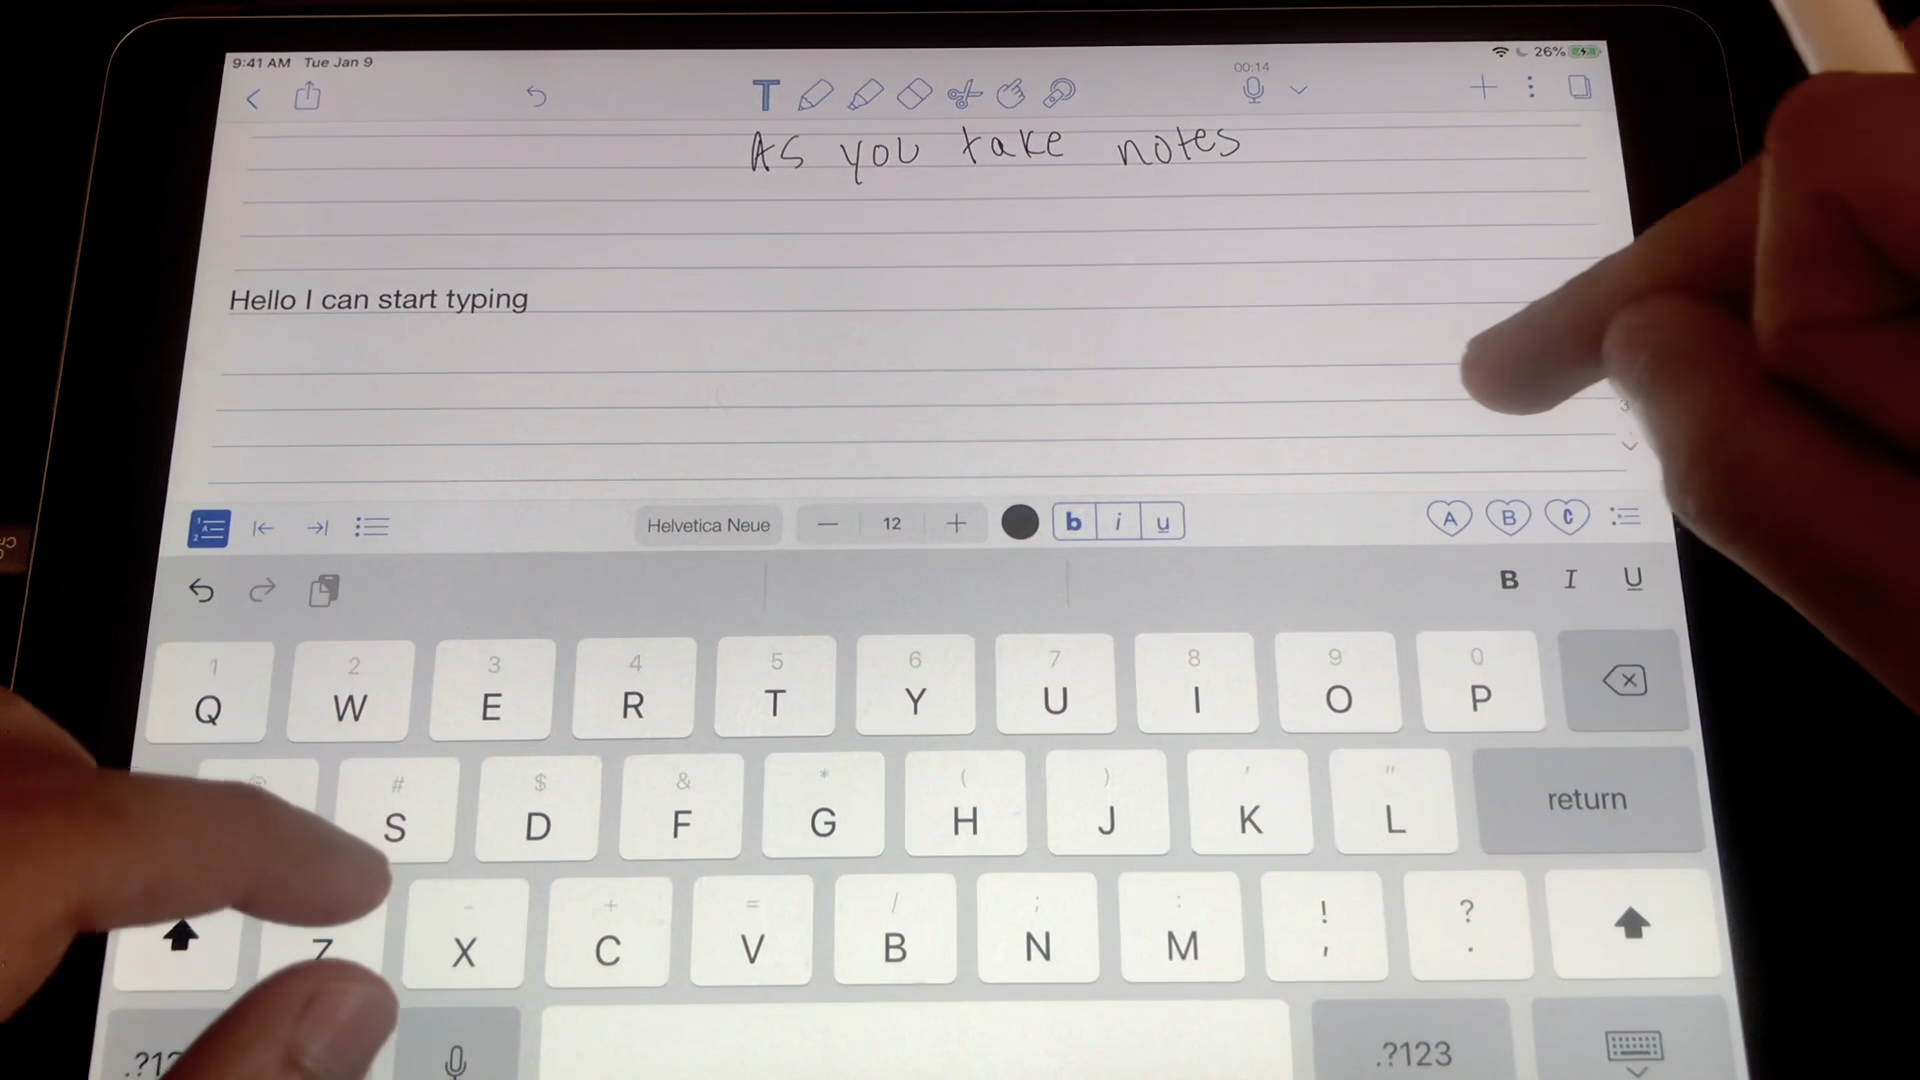 9:41 AM Tue Jan 9
26%
00:14
T
As you take notes
Hello I can start typing
3
Helvetica Neue
12
b i u
A B C
B I U
1 2 3 4 5 6 7 8 9 0
Q W E R T Y U I O P
# $ & * ( ) ' "
S D F G H J K L return
- + = / ; : ! ?
Z X C V B N M , .
.?123